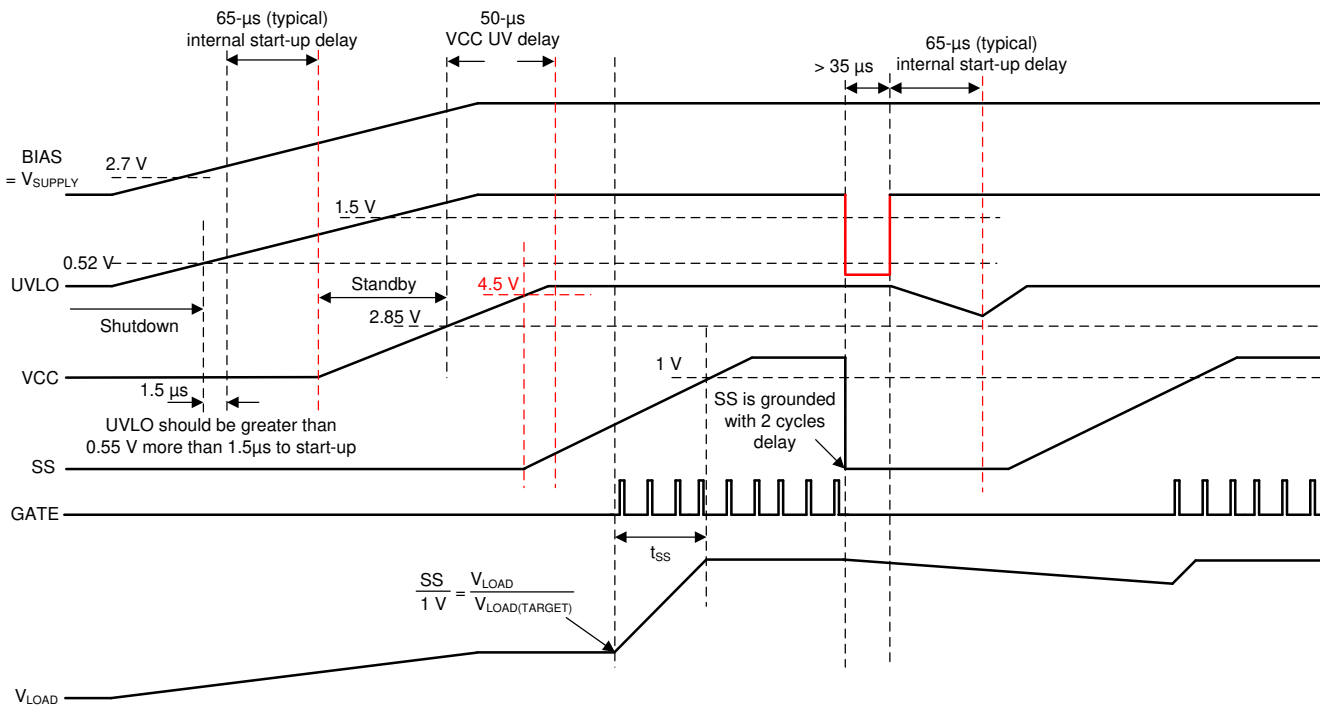 65-µs (typical)
internal start-up delay
50-µs
VCC UV delay
65-µs (typical)
internal start-up delay
> 35 µs
BIAS
= VSUPPLY
2.7 V
1.5 V
0.52 V
UVLO
Standby
4.5 V
Shutdown
2.85 V
VCC
1 V
1.5 µs
SS is grounded
with 2 cycles
delay
UVLO should be greater than
0.55 V more than 1.5µs to start-up
SS
GATE
tSS
SS / 1 V = VLOAD / VLOAD(TARGET)
VLOAD